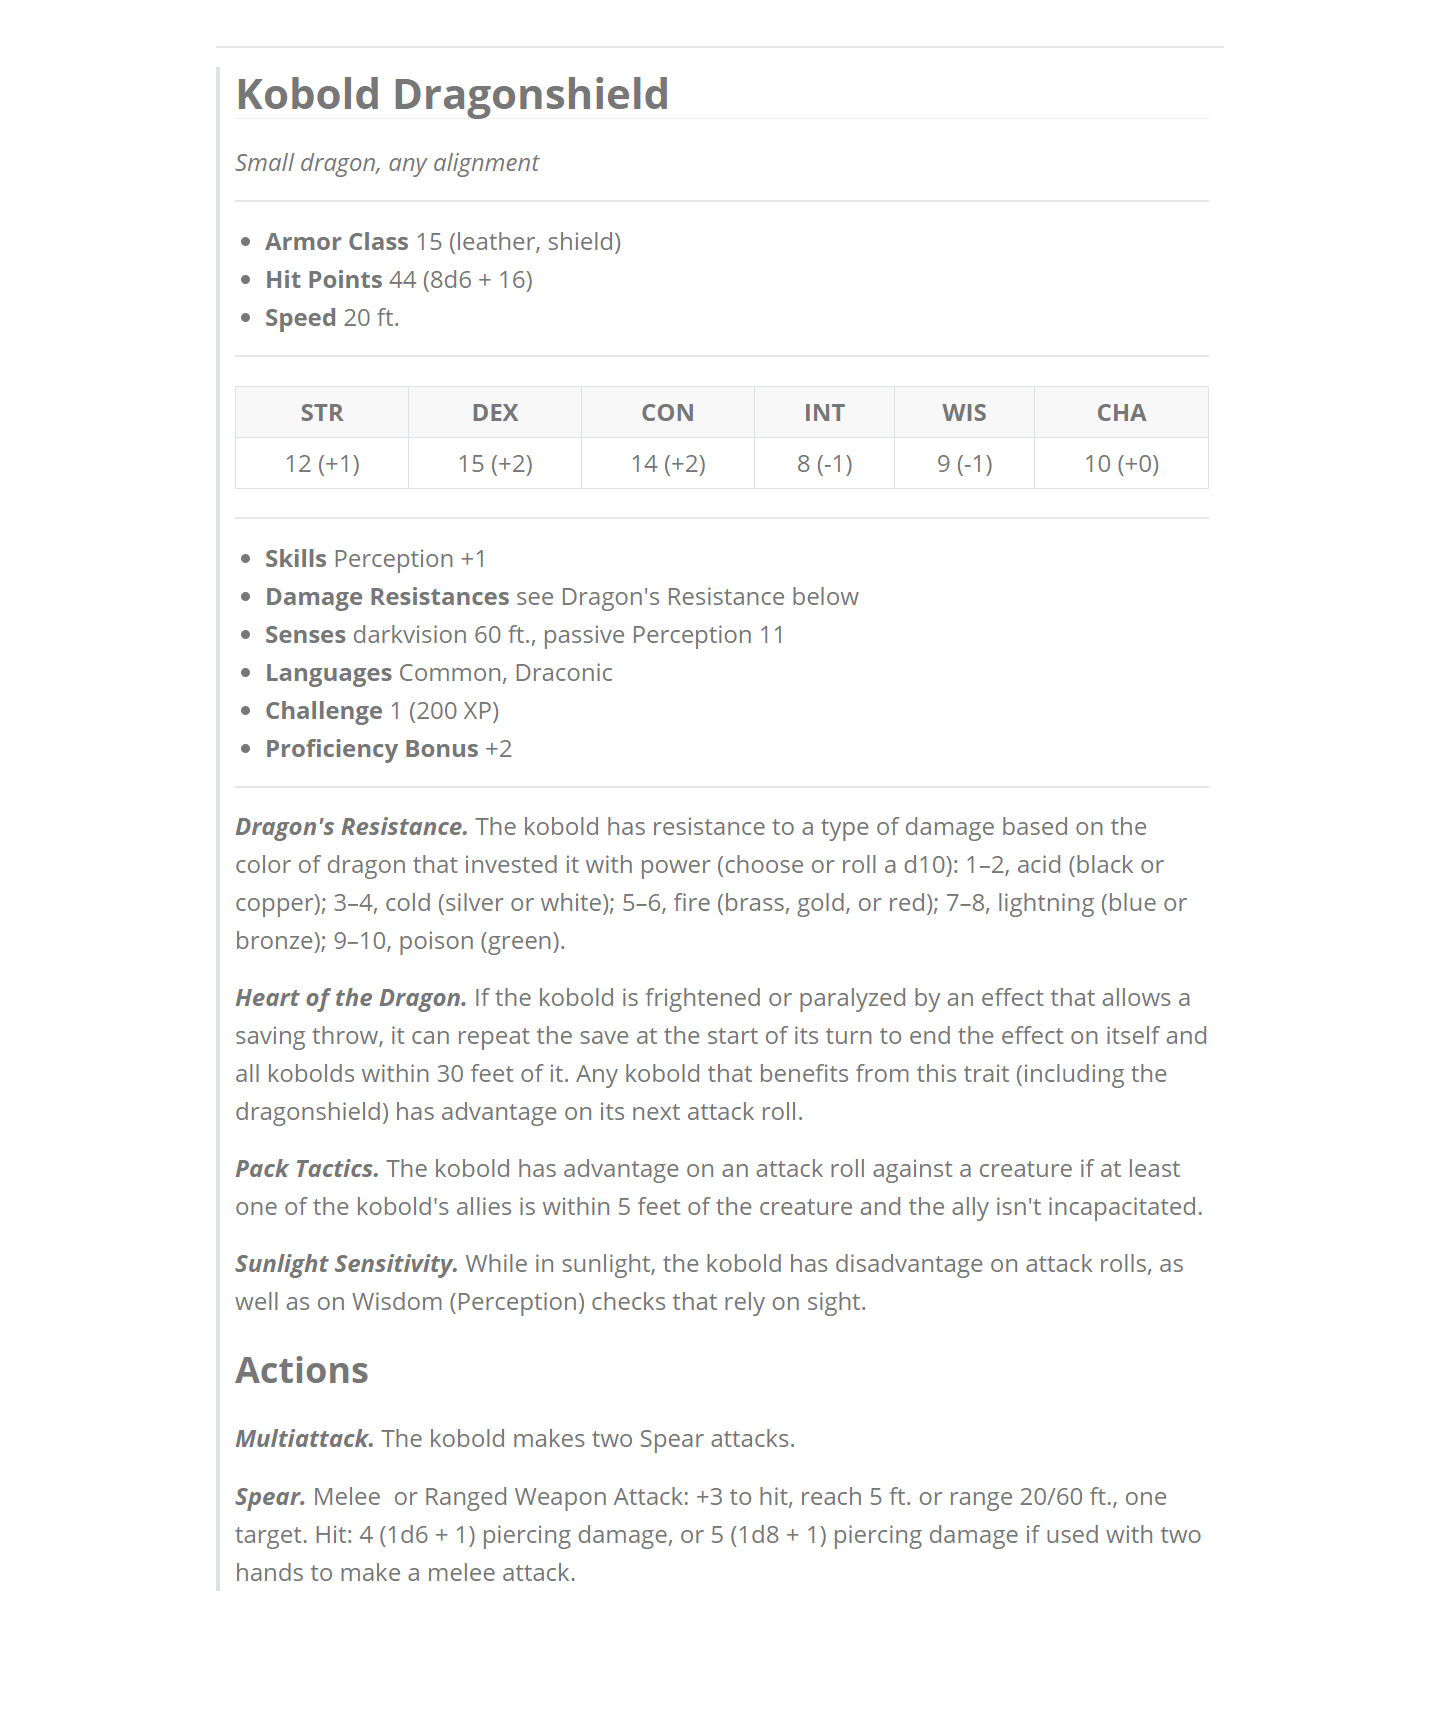 Kobold Dragonshield
Small dragon, any alignment
• Armor Class 15 (leather, shield)
• Hit Points 44 (8d6 + 16)
• Speed 20 ft.
STR DEX CON INT WIS CHA
12 (+1) 15 (+2) 14 (+2) 8 (-1) 9 (-1) 10 (+0)
• Skills Perception +1
• Damage Resistances see Dragon's Resistance below
• Senses darkvision 60 ft., passive Perception 11
• Languages Common, Draconic
• Challenge 1 (200 XP)
• Proficiency Bonus +2
Dragon's Resistance. The kobold has resistance to a type of damage based on the
color of dragon that invested it with power (choose or roll a d10): 1–2, acid (black or
copper); 3–4, cold (silver or white); 5–6, fire (brass, gold, or red); 7–8, lightning (blue or
bronze); 9–10, poison (green).
Heart of the Dragon. If the kobold is frightened or paralyzed by an effect that allows a
saving throw, it can repeat the save at the start of its turn to end the effect on itself and
all kobolds within 30 feet of it. Any kobold that benefits from this trait (including the
dragonshield) has advantage on its next attack roll.
Pack Tactics. The kobold has advantage on an attack roll against a creature if at least
one of the kobold's allies is within 5 feet of the creature and the ally isn't incapacitated.
Sunlight Sensitivity. While in sunlight, the kobold has disadvantage on attack rolls, as
well as on Wisdom (Perception) checks that rely on sight.
Actions
Multiattack. The kobold makes two Spear attacks.
Spear. Melee  or Ranged Weapon Attack: +3 to hit, reach 5 ft. or range 20/60 ft., one
target. Hit: 4 (1d6 + 1) piercing damage, or 5 (1d8 + 1) piercing damage if used with two
hands to make a melee attack.